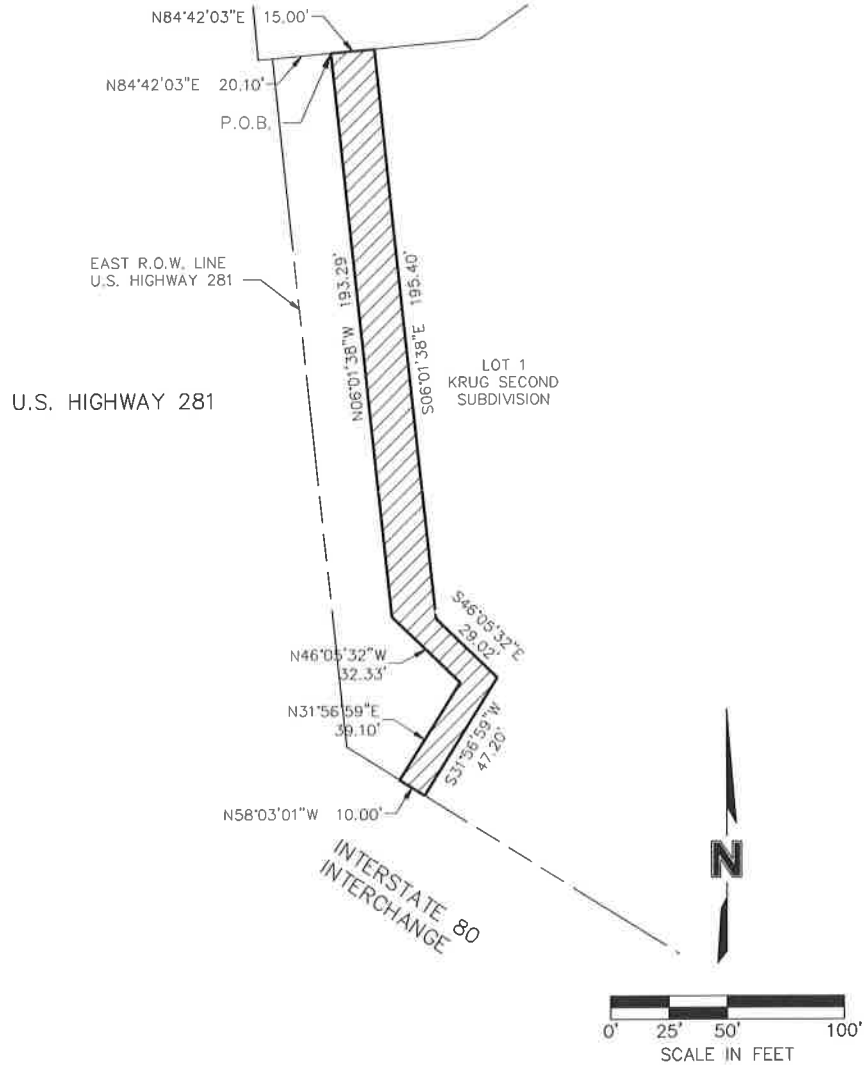 N84°42'03"E 15.00'
N84°42'03"E 20.10'
P.O.B.
EAST R.O.W. LINE
U.S. HIGHWAY 281
N06°01'38"W 193.29'
S06°01'38"E 195.40'
LOT 1
KRUG SECOND
SUBDIVISION
U.S. HIGHWAY 281
S46°05'32"E
29.02'
N46°05'32"W
32.33'
N31°56'59"E
39.10'
S31°56'59"W
47.20'
N58°03'01"W 10.00'
INTERSTATE 80
INTERCHANGE
N
0' 25' 50' 100'
SCALE IN FEET